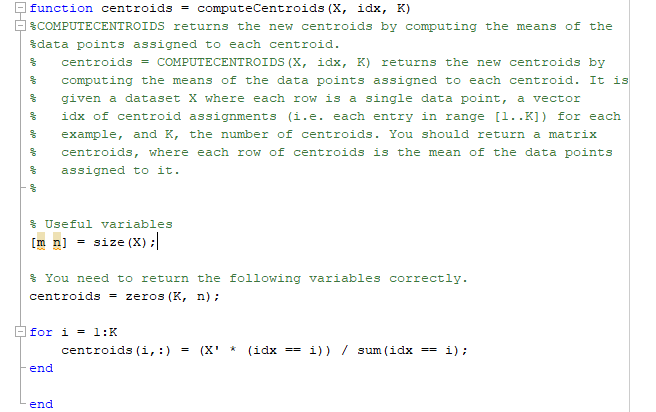 function centroids = computeCentroids(X, idx, K)
%COMPUTECENTROIDS returns the new centroids by computing the means of the
%data points assigned to each centroid.
%   centroids = COMPUTECENTROIDS(X, idx, K) returns the new centroids by
%   computing the means of the data points assigned to each centroid. It is
%   given a dataset X where each row is a single data point, a vector
%   idx of centroid assignments (i.e. each entry in range [1..K]) for each
%   example, and K, the number of centroids. You should return a matrix
%   centroids, where each row of centroids is the mean of the data points
%   assigned to it.
%
% Useful variables
[m n] = size(X);
% You need to return the following variables correctly.
centroids = zeros(K, n);
for i = 1:K
    centroids(i,:) = (X' * (idx == i)) / sum(idx == i);
end
end